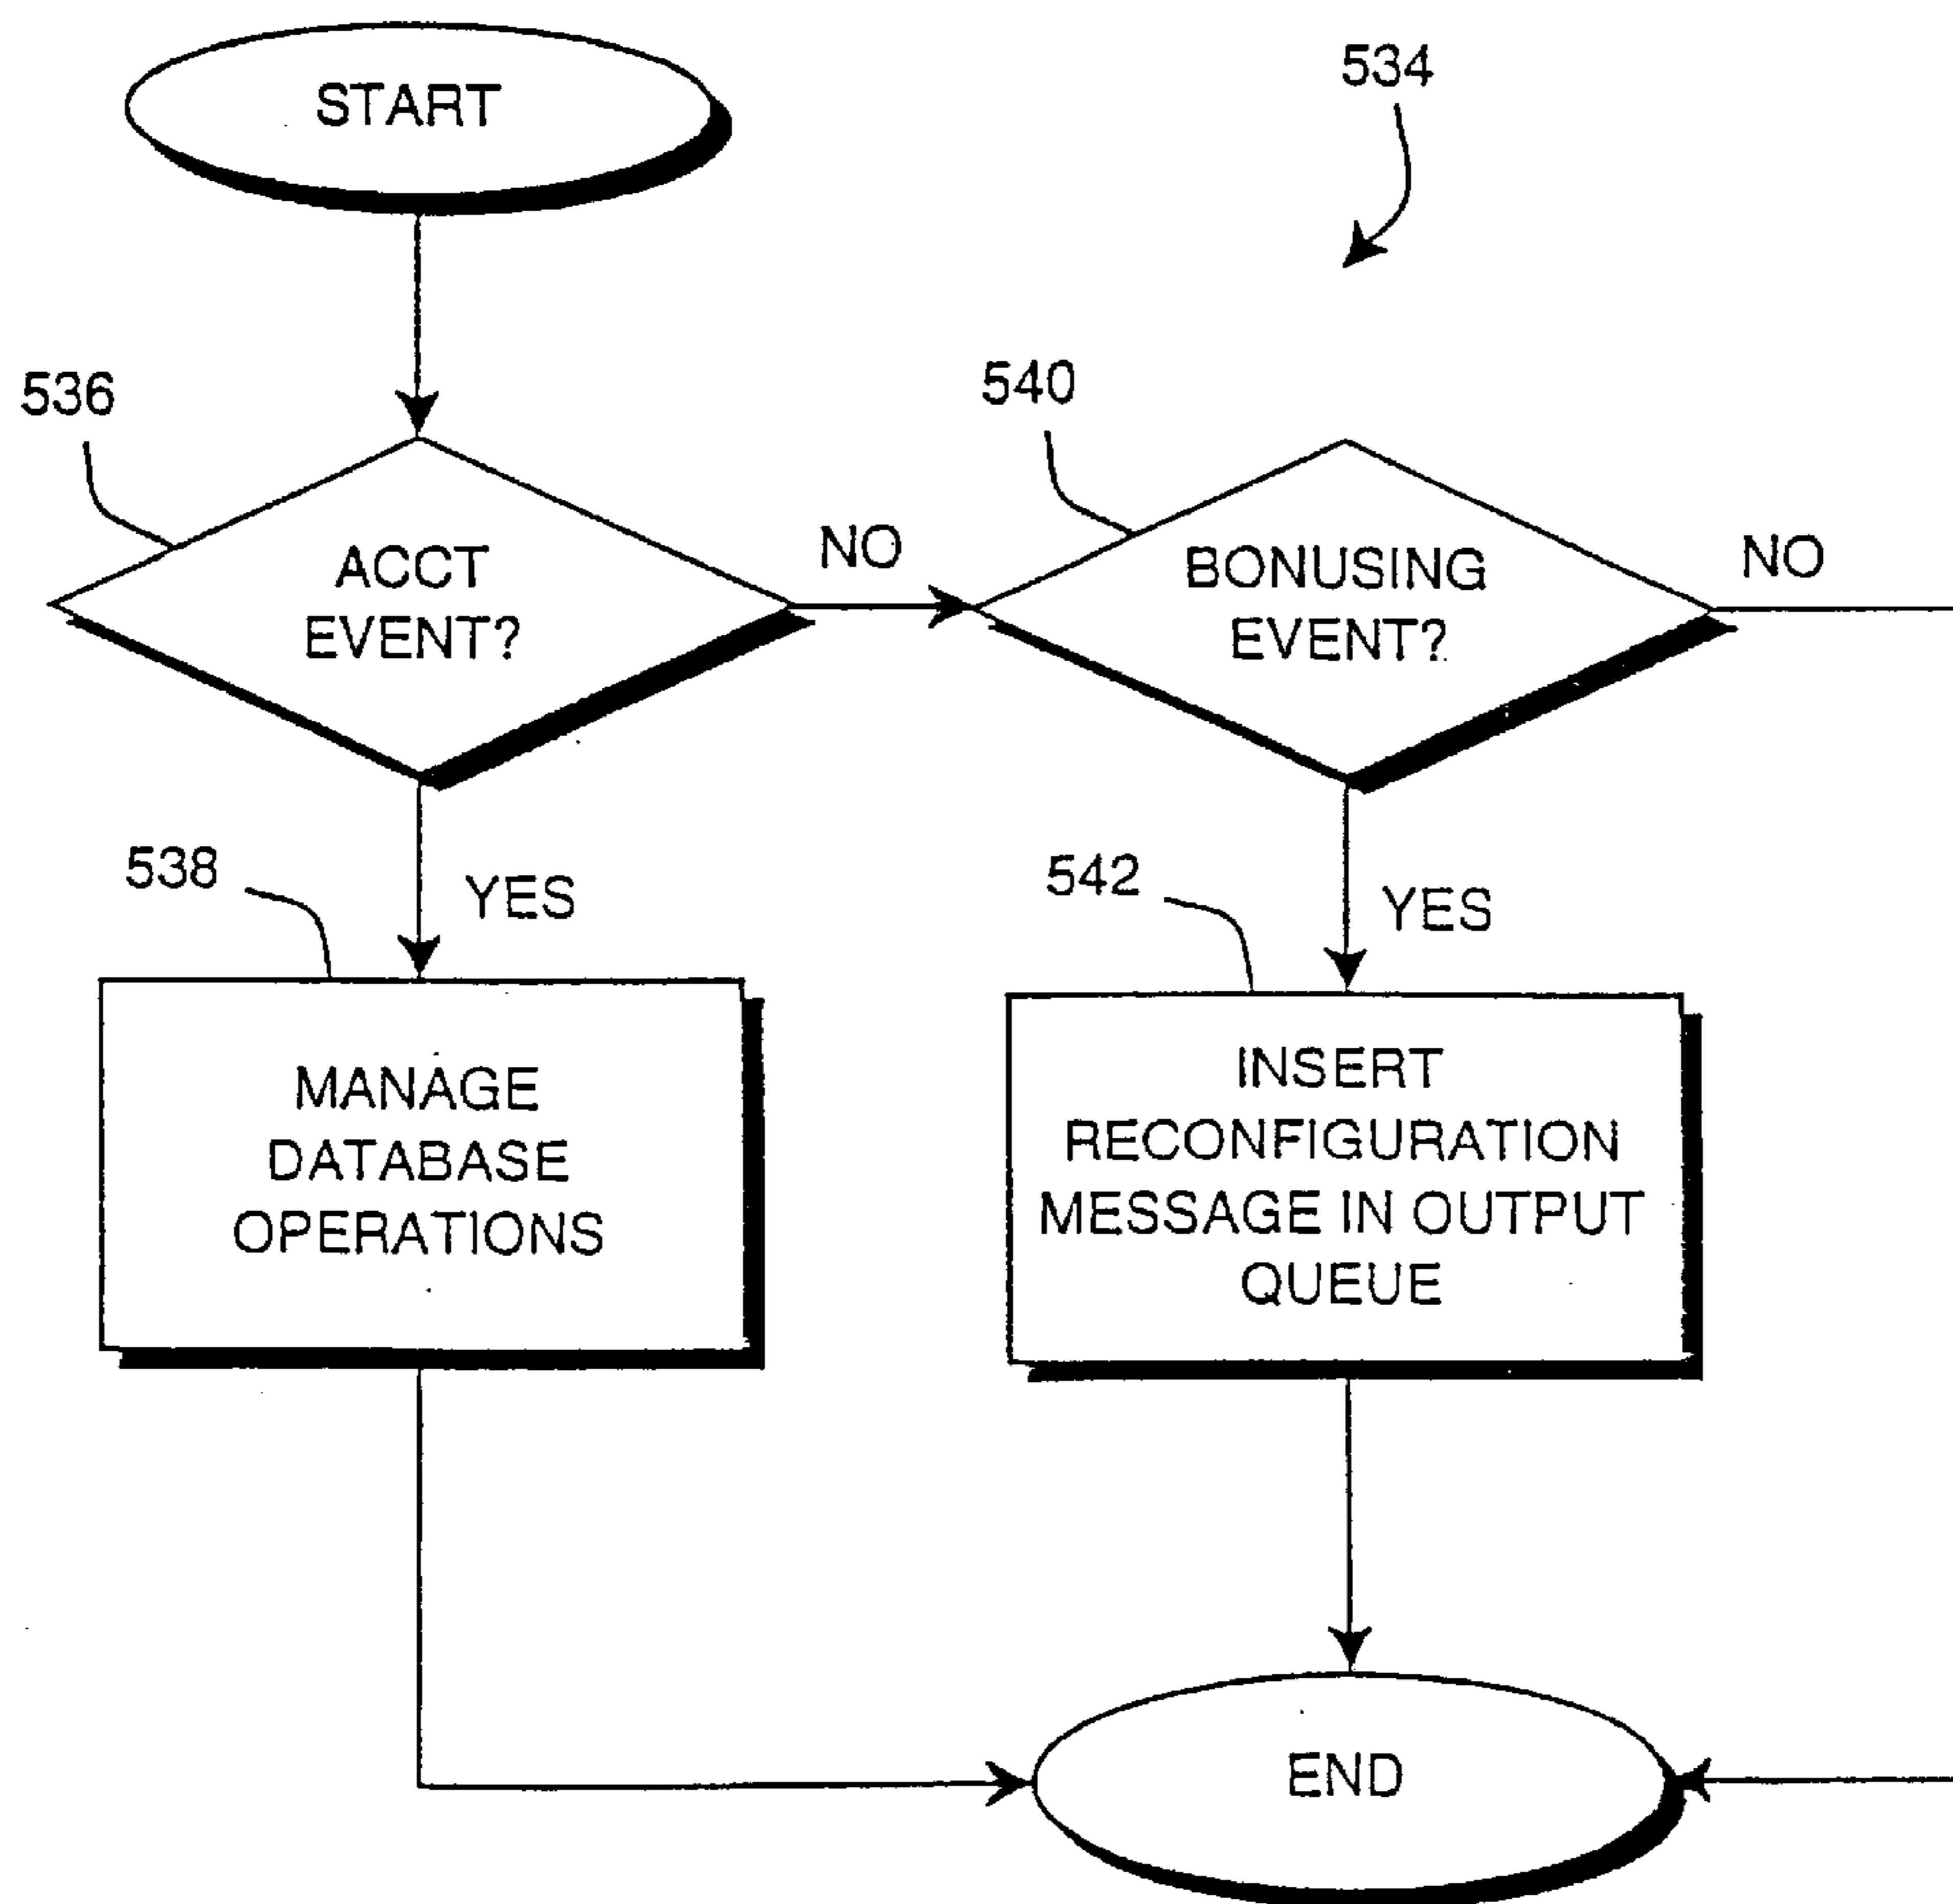 START
534
536
540
ACCT
EVENT?
NO
BONUSING
EVENT?
NO
538
YES
542
YES
MANAGE
DATABASE
OPERATIONS
INSERT
RECONFIGURATION
MESSAGE IN OUTPUT
QUEUE
END